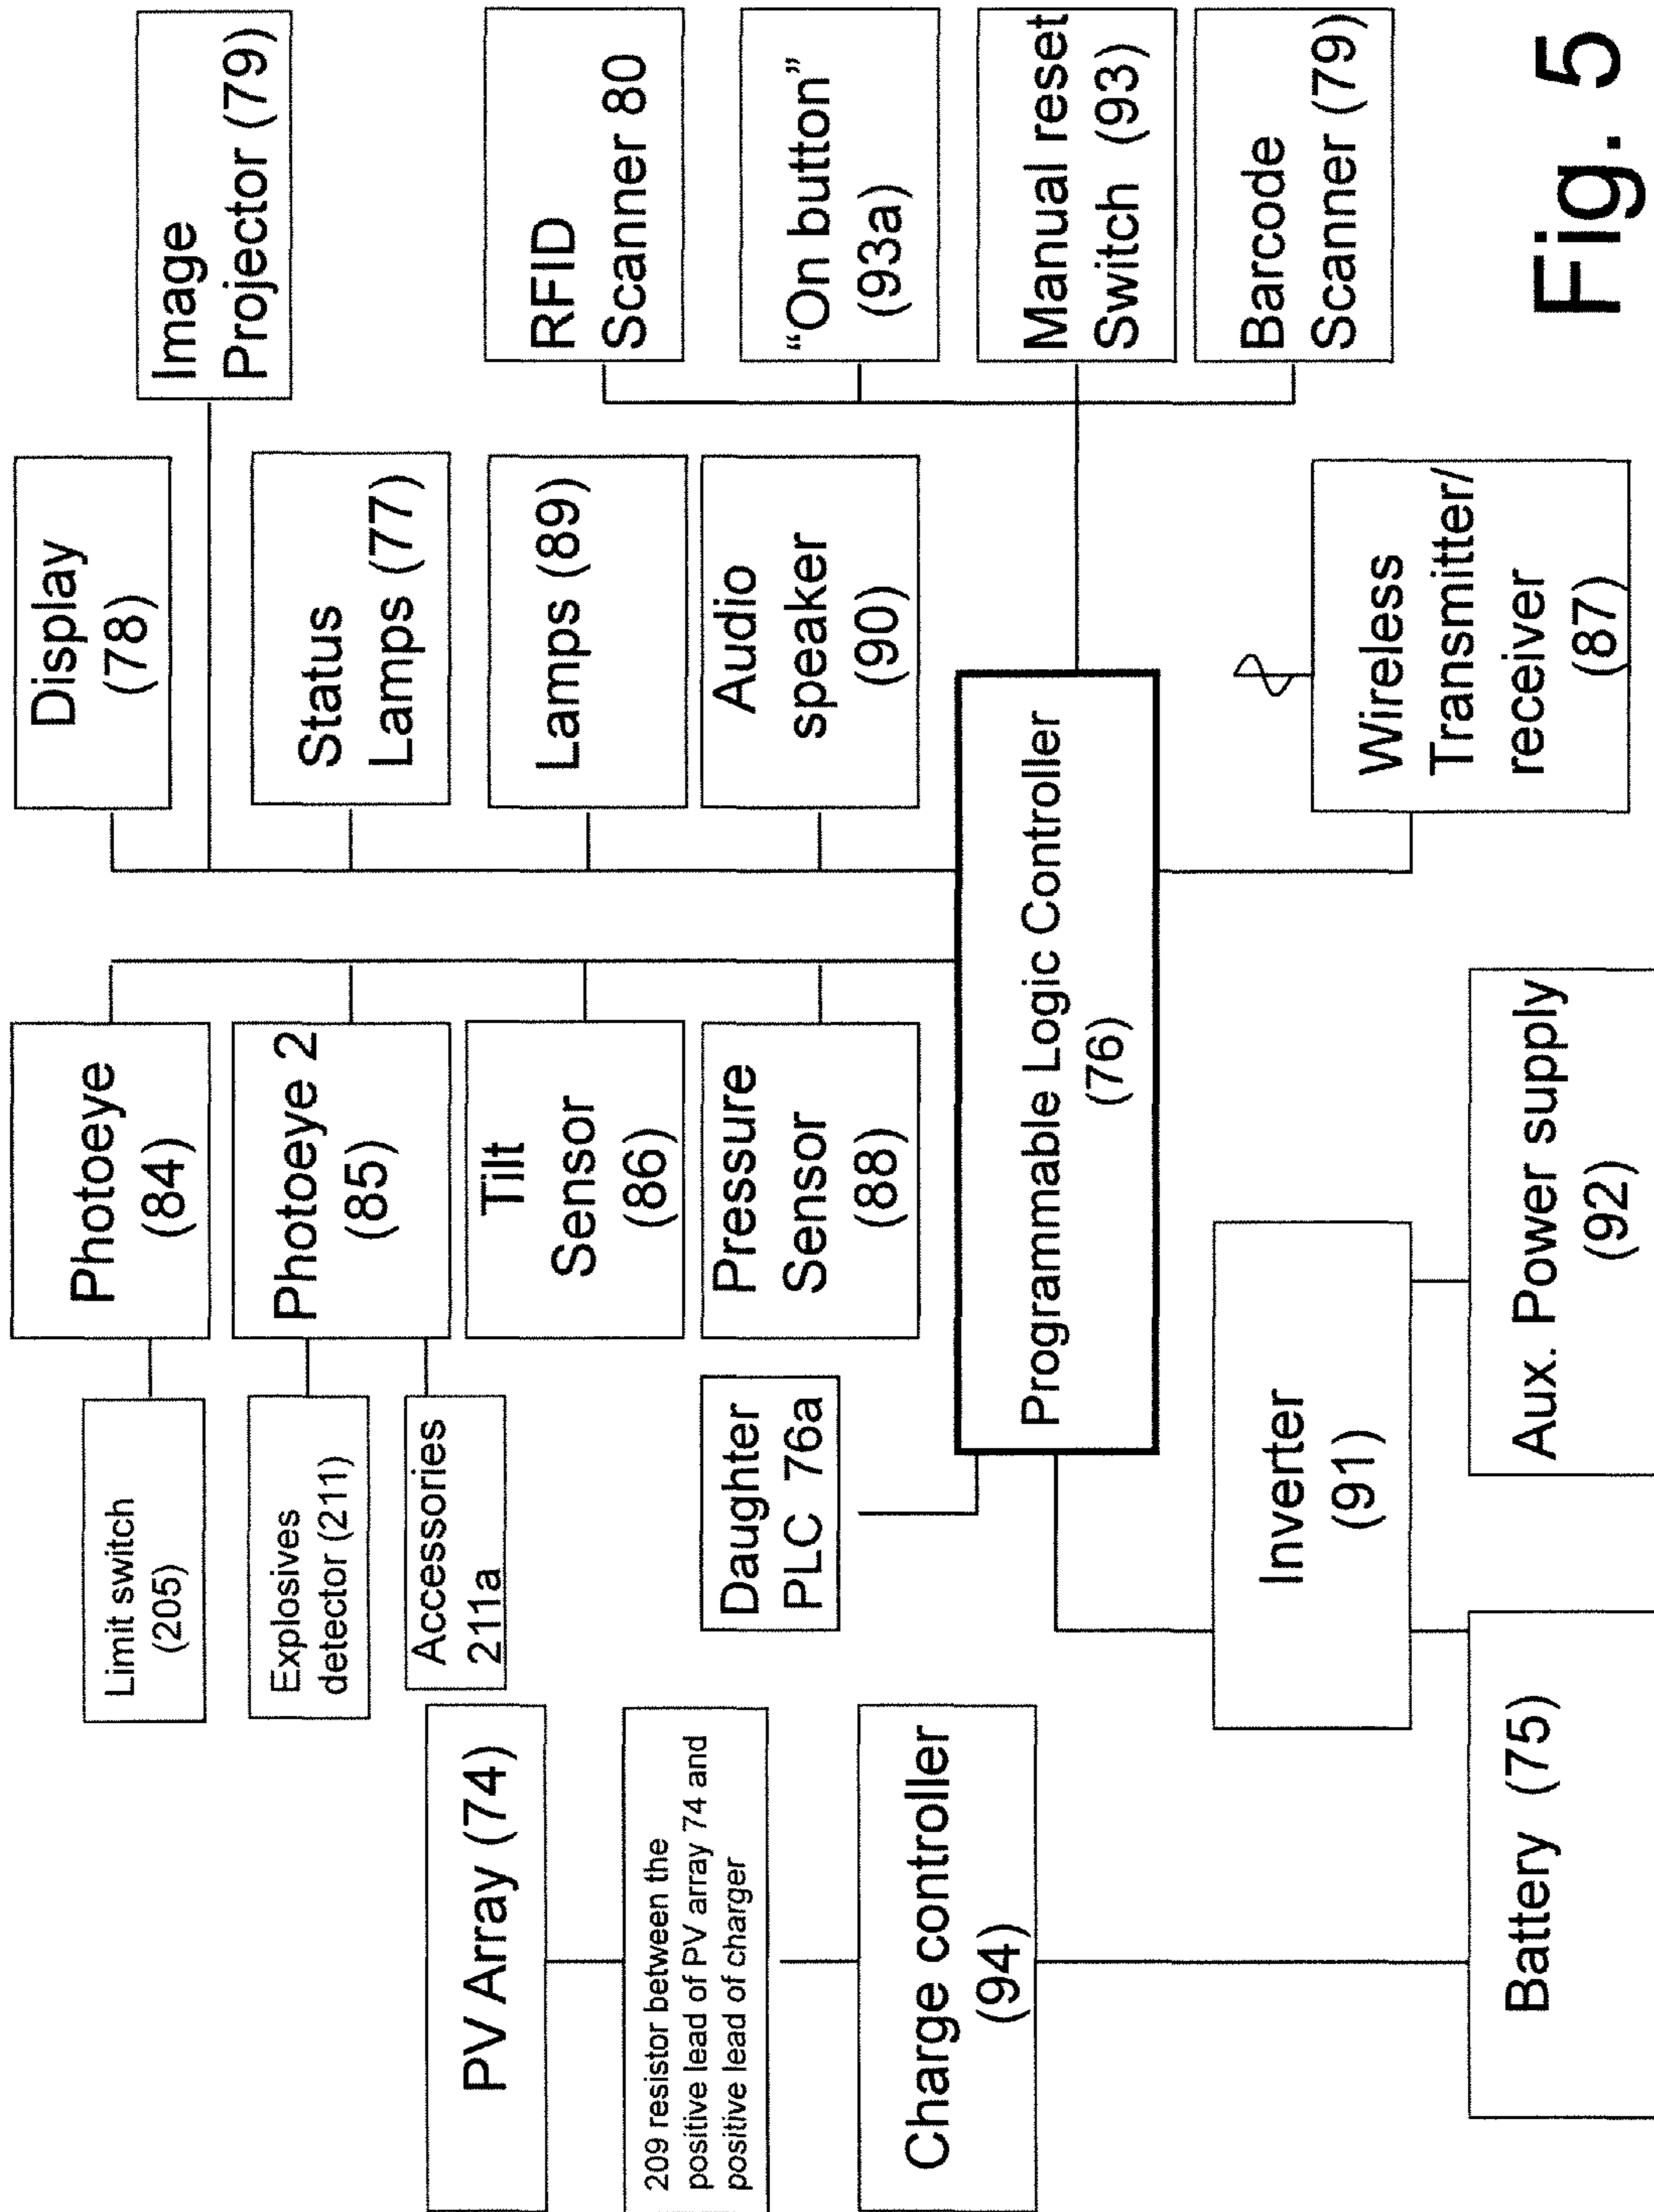 Limit switch
(205)
Photoeye
(84)
Display
(78)
Image
Projector (79)
Explosives
detector (211)
Photoeye 2
(85)
Status
Lamps (77)
PV Array (74)
Accessories
211a
Tilt
Sensor
(86)
Lamps (89)
RFID
Scanner 80
209 resistor between the
positive lead of PV array 74 and
positive lead of charger
Daughter
PLC 76a
Pressure
Sensor
(88)
Audio
speaker
(90)
“On button”
(93a)
Charge controller
(94)
Programmable Logic Controller
(76)
Manual reset
Switch (93)
Inverter
(91)
Barcode
Scanner (79)
Wireless
Transmitter/
receiver
(87)
Battery (75)
Aux. Power supply
(92)
Fig. 5